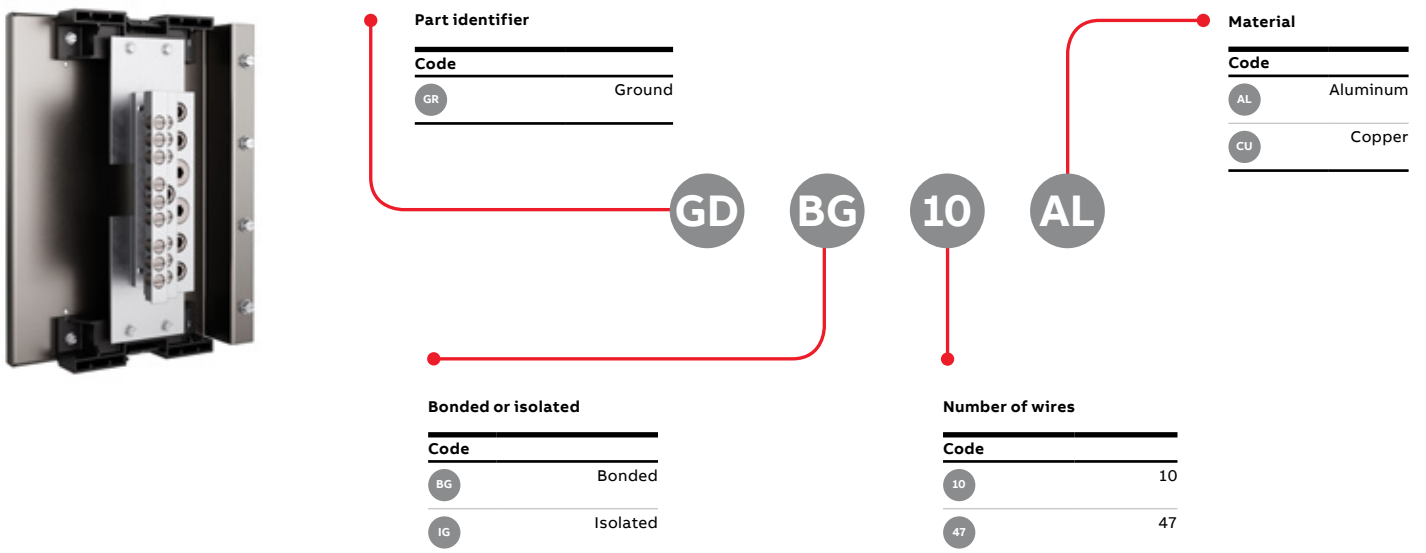 Part identifier
Code
GR Ground
Material
Code
AL Aluminum
CU Copper
GD BG 10 AL
Bonded or isolated
Code
BG Bonded
IG Isolated
Number of wires
Code
10 10
47 47